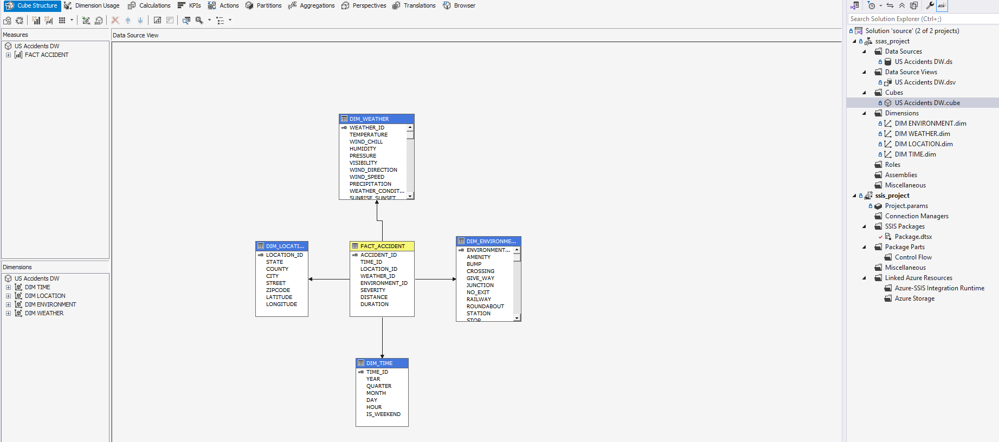 Cube Structure
Dimension Usage
Calculations
KPIs
Actions
Partitions
Aggregations
Perspectives
Translations
Browser
Measures
US Accidents DW
FACT ACCIDENT
Dimensions
US Accidents DW
DIM TIME
DIM LOCATION
DIM ENVIRONMENT
DIM WEATHER
Data Source View
DIM_WEATHER
WEATHER_ID
TEMPERATURE
WIND_CHILL
HUMIDITY
PRESSURE
VISIBILITY
WIND_DIRECTION
WIND_SPEED
PRECIPITATION
WEATHER_CONDIT...
SUNRISE_SUNSET
DIM_LOCATI...
LOCATION_ID
STATE
COUNTY
CITY
STREET
ZIPCODE
LATITUDE
LONGITUDE
FACT_ACCIDENT
ACCIDENT_ID
TIME_ID
LOCATION_ID
WEATHER_ID
ENVIRONMENT_ID
SEVERITY
DISTANCE
DURATION
DIM_ENVIRONME...
ENVIRONMENT...
AMENITY
BUMP
CROSSING
GIVE_WAY
JUNCTION
NO_EXIT
RAILWAY
ROUNDABOUT
STATION
STOP
DIM_TIME
TIME_ID
YEAR
QUARTER
MONTH
DAY
HOUR
IS_WEEKEND
Search Solution Explorer (Ctrl+;)
Solution 'source' (2 of 2 projects)
ssas_project
Data Sources
US Accidents DW.ds
Data Source Views
US Accidents DW.dsv
Cubes
US Accidents DW.cube
Dimensions
DIM ENVIRONMENT.dim
DIM WEATHER.dim
DIM LOCATION.dim
DIM TIME.dim
Roles
Assemblies
Miscellaneous
ssis_project
Project.params
Connection Managers
SSIS Packages
Package.dtsx
Package Parts
Control Flow
Miscellaneous
Linked Azure Resources
Azure-SSIS Integration Runtime
Azure Storage